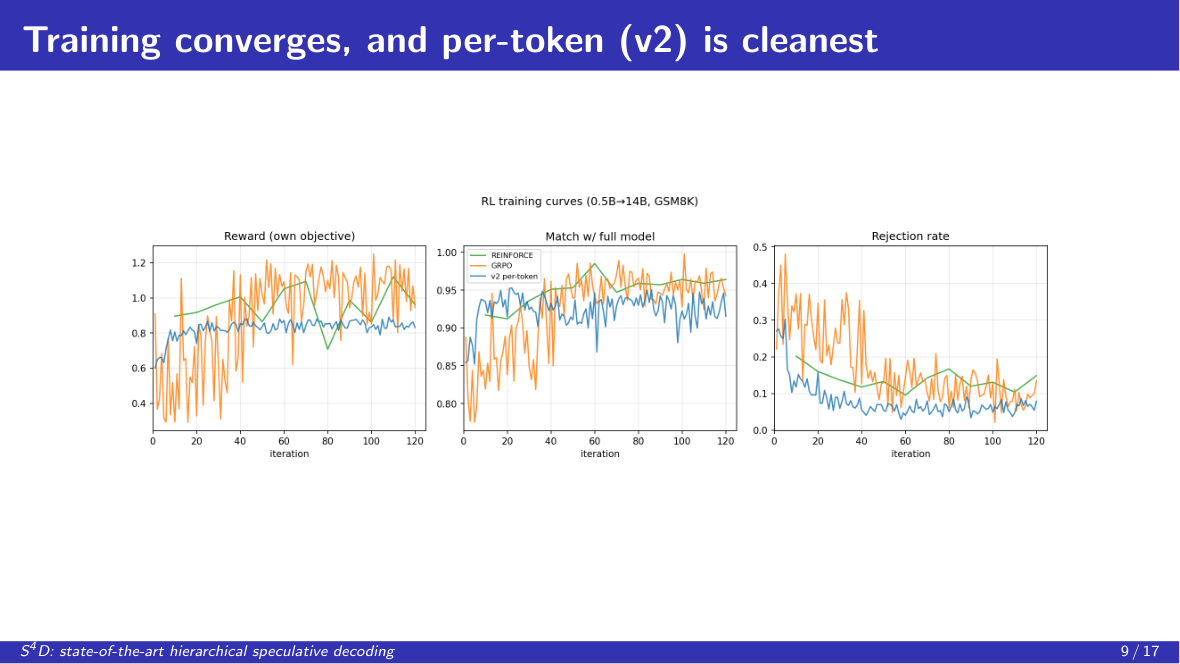 Training converges, and per-token (v2) is cleanest
RL training curves (0.5B→14B, GSM8K)
Reward (own objective)
1.2
1.0
0.8
0.6
0.4
0 20 40 60 80 100 120
iteration
Match w/ full model
REINFORCE
GRPO
v2 per-token
1.00
0.95
0.90
0.85
0.80
0 20 40 60 80 100 120
iteration
Rejection rate
0.5
0.4
0.3
0.2
0.1
0.0
0 20 40 60 80 100 120
iteration
S⁴D: state-of-the-art hierarchical speculative decoding
9 / 17